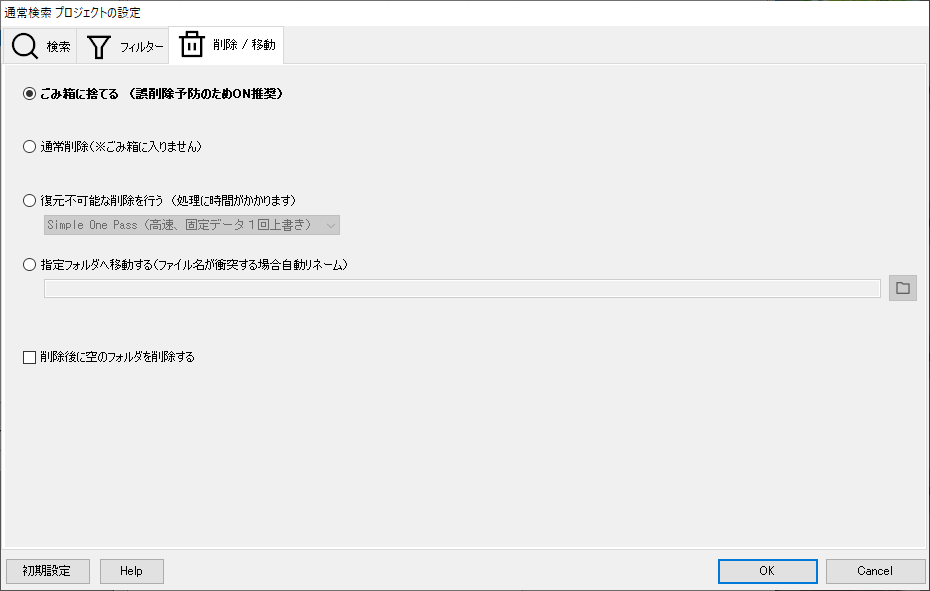 通常検索 プロジェクトの設定
検索 フィルター 削除 / 移動
ごみ箱に捨てる （誤削除予防のためON推奨）
通常削除(※ごみ箱に入りません)
復元不可能な削除を行う （処理に時間がかかります）
Simple One Pass（高速、固定データ１回上書き）
指定フォルダへ移動する(ファイル名が衝突する場合自動リネーム)
削除後に空のフォルダを削除する
初期設定 Help OK Cancel